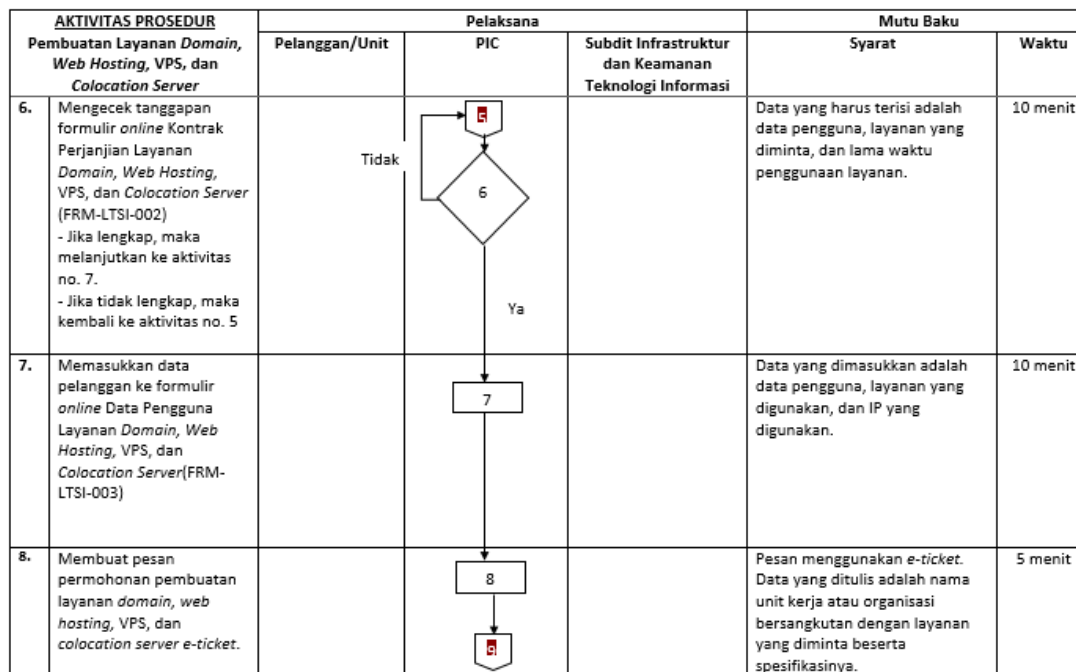 AKTIVITAS PROSEDUR
Pembuatan Layanan Domain,
Web Hosting, VPS, dan
Colocation Server
Pelaksana
Mutu Baku
Pelanggan/Unit
PIC
Subdit Infrastruktur
dan Keamanan
Teknologi Informasi
Syarat
Waktu
6.
Mengecek tanggapan
formulir online Kontrak
Perjanjian Layanan
Domain, Web Hosting,
VPS, dan Colocation Server
(FRM-LTSI-002)
- Jika lengkap, maka
melanjutkan ke aktivitas
no. 7.
- Jika tidak lengkap, maka
kembali ke aktivitas no. 5
5
Tidak
6
Ya
Data yang harus terisi adalah
data pengguna, layanan yang
diminta, dan lama waktu
penggunaan layanan.
10 menit
7.
Memasukkan data
pelanggan ke formulir
online Data Pengguna
Layanan Domain, Web
Hosting, VPS, dan
Colocation Server(FRM-
LTSI-003)
7
Data yang dimasukkan adalah
data pengguna, layanan yang
digunakan, dan IP yang
digunakan.
10 menit
8.
Membuat pesan
permohonan pembuatan
layanan domain, web
hosting, VPS, dan
colocation server e-ticket.
8
9
Pesan menggunakan e-ticket.
Data yang ditulis adalah nama
unit kerja atau organisasi
bersangkutan dengan layanan
yang diminta beserta
spesifikasinya.
5 menit